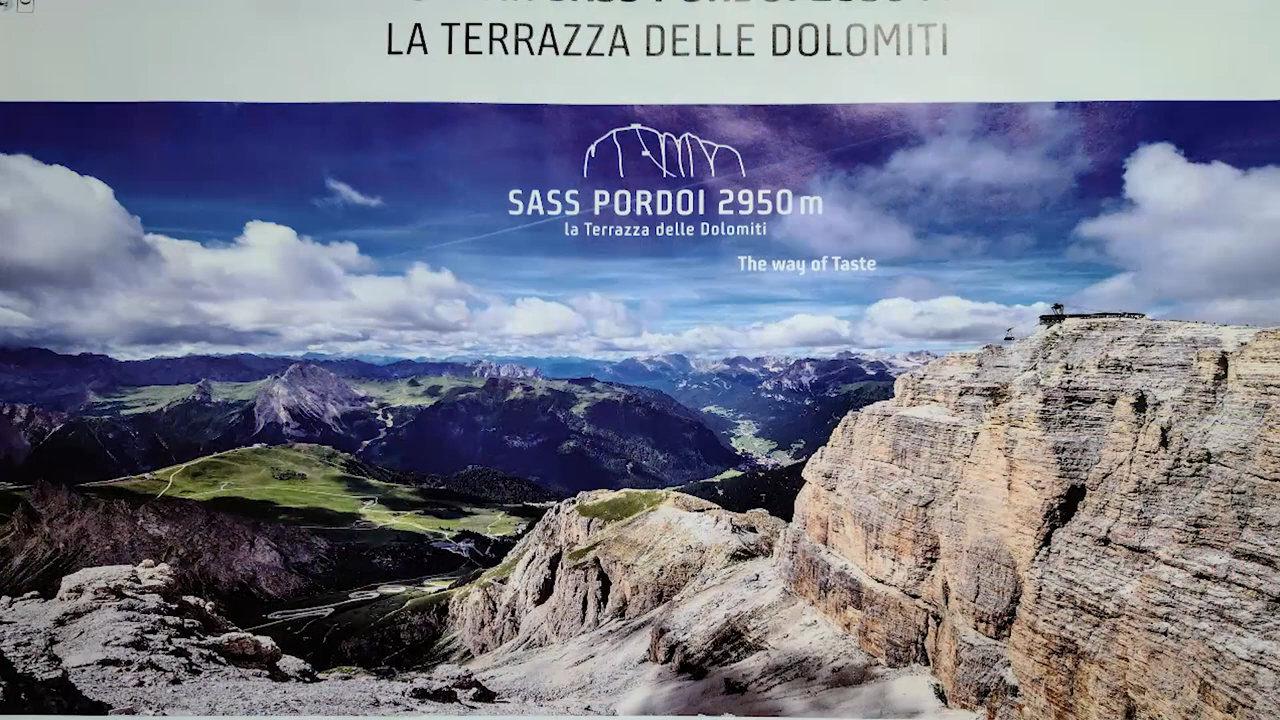 LA TERRAZZA DELLE DOLOMITI
SASS PORDOI 2950 m
la Terrazza delle Dolomiti
The way of Taste